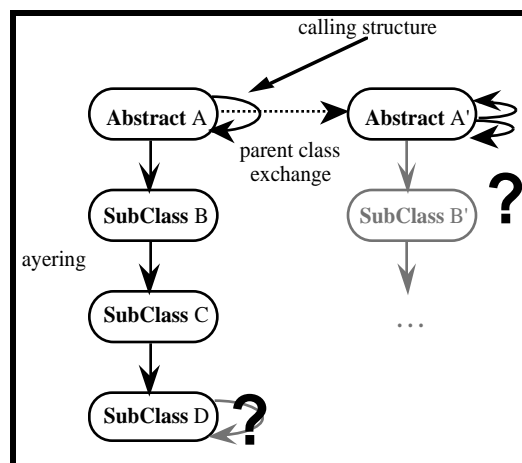 calling structure
Abstract A
Abstract A'
parent class
exchange
?
SubClass B
SubClass B'
ayering
SubClass C
...
SubClass D
?